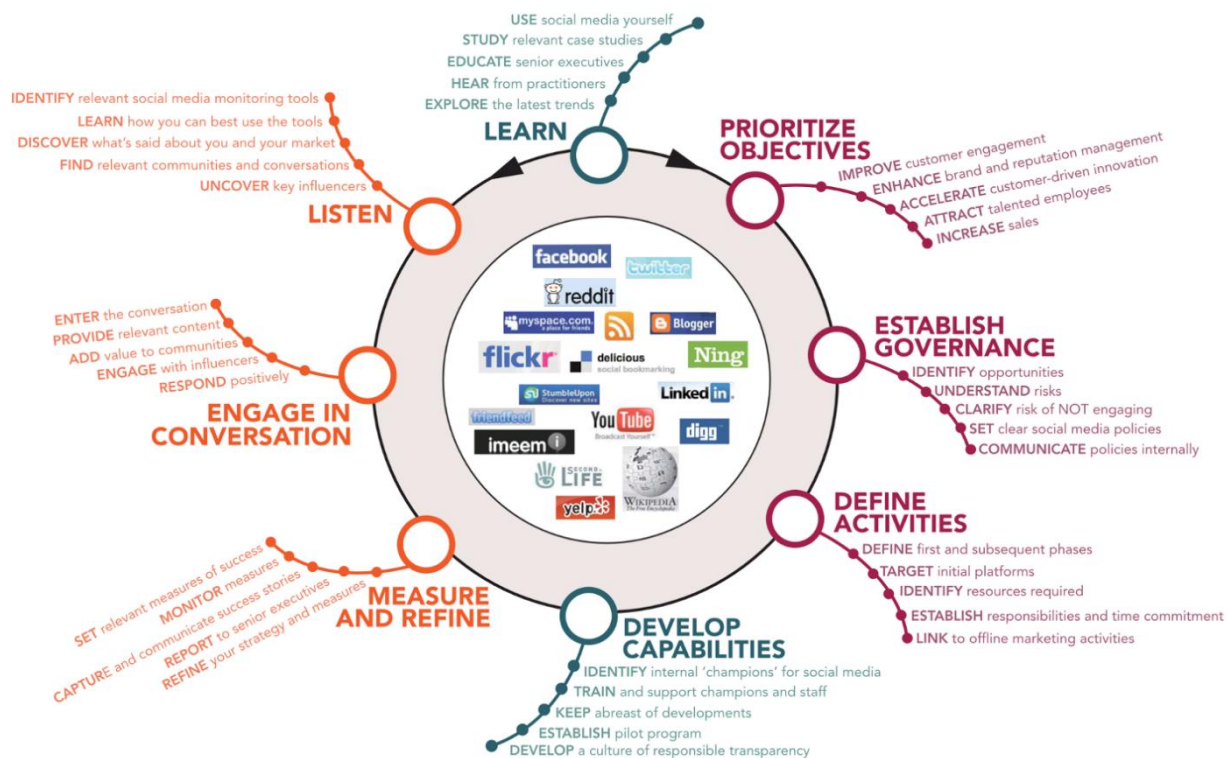 USE social media yourself
STUDY relevant case studies
EDUCATE senior executives
HEAR from practitioners
EXPLORE the latest trends
LEARN
PRIORITIZE
OBJECTIVES
IMPROVE customer engagement
ENHANCE brand and reputation management
ACCELERATE customer-driven innovation
ATTRACT talented employees
INCREASE sales
ESTABLISH
GOVERNANCE
IDENTIFY opportunities
UNDERSTAND risks
CLARIFY risk of NOT engaging
SET clear social media policies
COMMUNICATE policies internally
DEFINE
ACTIVITIES
DEFINE first and subsequent phases
TARGET initial platforms
IDENTIFY resources required
ESTABLISH responsibilities and time commitment
LINK to offline marketing activities
DEVELOP
CAPABILITIES
IDENTIFY internal ‘champions’ for social media
TRAIN and support champions and staff
KEEP abreast of developments
ESTABLISH pilot program
DEVELOP a culture of responsible transparency
IDENTIFY relevant social media monitoring tools
LEARN how you can best use the tools
DISCOVER what's said about you and your market
FIND relevant communities and conversations
UNCOVER key influencers
LISTEN
ENTER the conversation
PROVIDE relevant content
ADD value to communities
ENGAGE with influencers
RESPOND positively
ENGAGE IN
CONVERSATION
SET relevant measures of success
MONITOR measures
CAPTURE and communicate success stories
REPORT to senior executives
REFINE your strategy and measures
MEASURE
AND REFINE
facebook
twitter
reddit
myspace.com.
a place for friends
Blogger
flickr
delicious
social bookmarking
Ning
StumbleUpon
Discover new sites
Linked in
friendfeed
YouTube
Broadcast Yourself™
digg
imeem i
SECOND
LIFE
WIKIPEDIA
The Free Encyclopedia
yelp